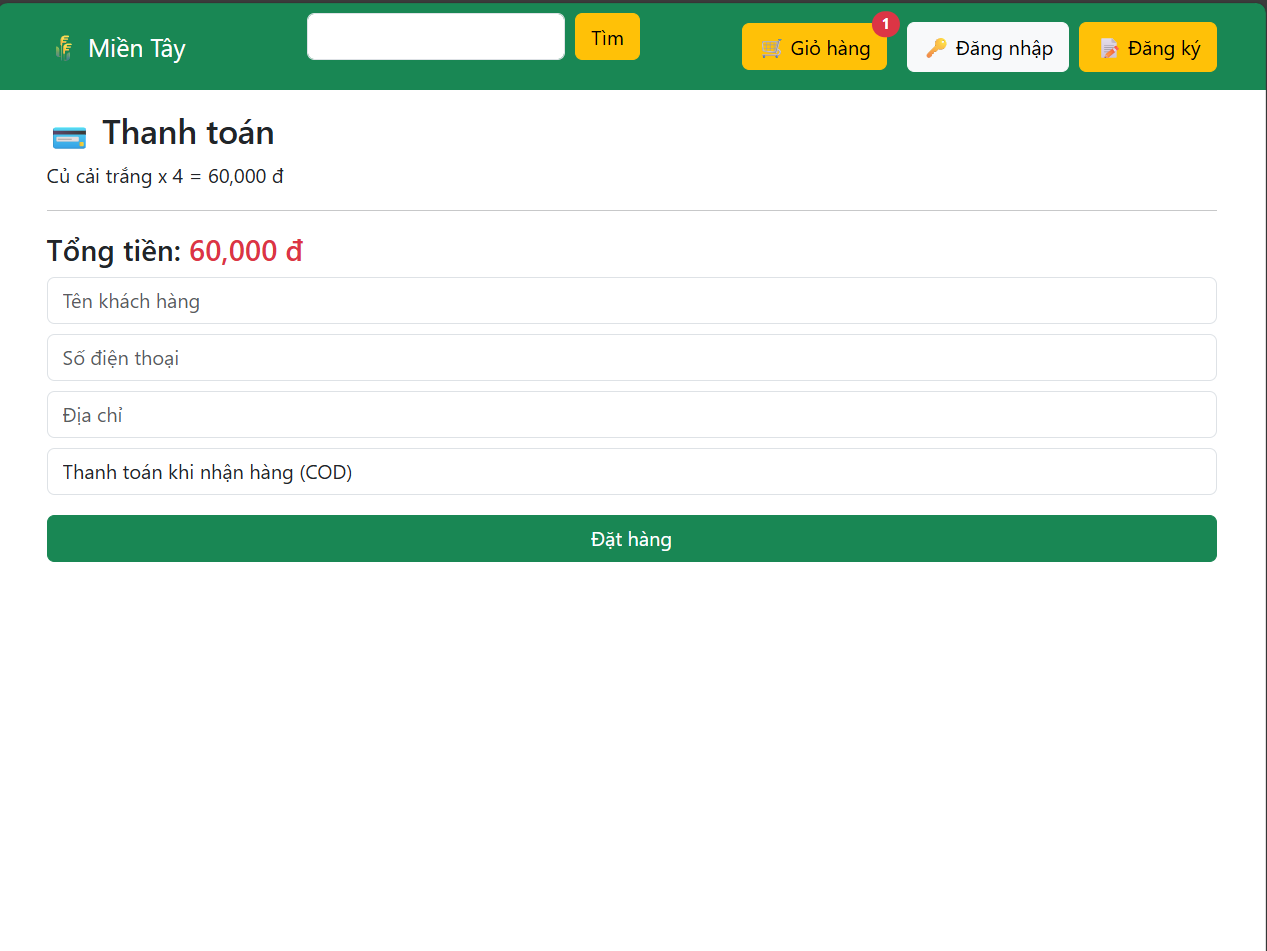 Miền Tây
Tìm
Giỏ hàng
1
Đăng nhập
Đăng ký
Thanh toán
Củ cải trắng x 4 = 60,000 đ
Tổng tiền: 60,000 đ
Tên khách hàng
Số điện thoại
Địa chỉ
Thanh toán khi nhận hàng (COD)
Đặt hàng